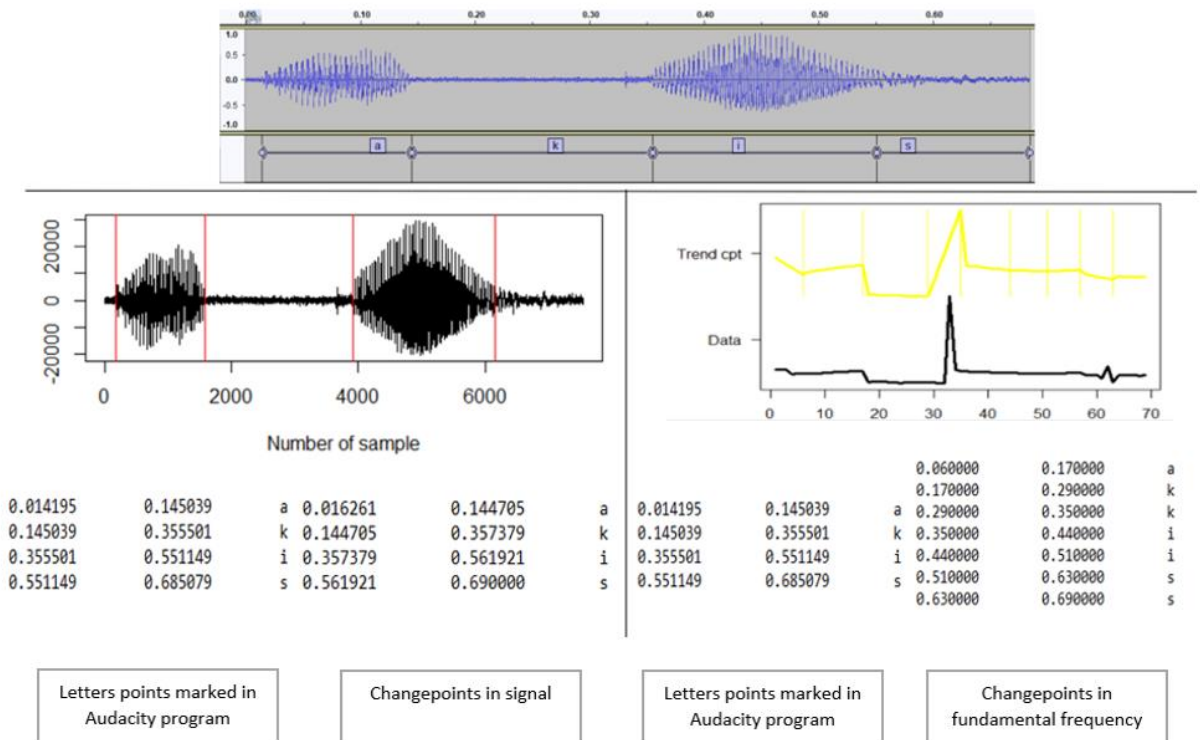 0.00 0.10 0.20 0.30 0.40 0.50 0.60
1.0
0.5
0.0
-0.5
-1.0
a k i s
20000
0
-20000
0 2000 4000 6000
Number of sample
Trend cpt
Data
0 10 20 30 40 50 60 70
0.014195 0.145039 a
0.145039 0.355501 k
0.355501 0.551149 i
0.551149 0.685079 s
0.016261 0.144705 a
0.144705 0.357379 k
0.357379 0.561921 i
0.561921 0.690000 s
0.014195 0.145039 a
0.145039 0.355501 k
0.355501 0.551149 i
0.551149 0.685079 s
0.060000 0.170000 a
0.170000 0.290000 k
0.290000 0.350000 k
0.350000 0.440000 i
0.440000 0.510000 i
0.510000 0.630000 s
0.630000 0.690000 s
Letters points marked in
Audacity program
Changepoints in signal
Letters points marked in
Audacity program
Changepoints in
fundamental frequency